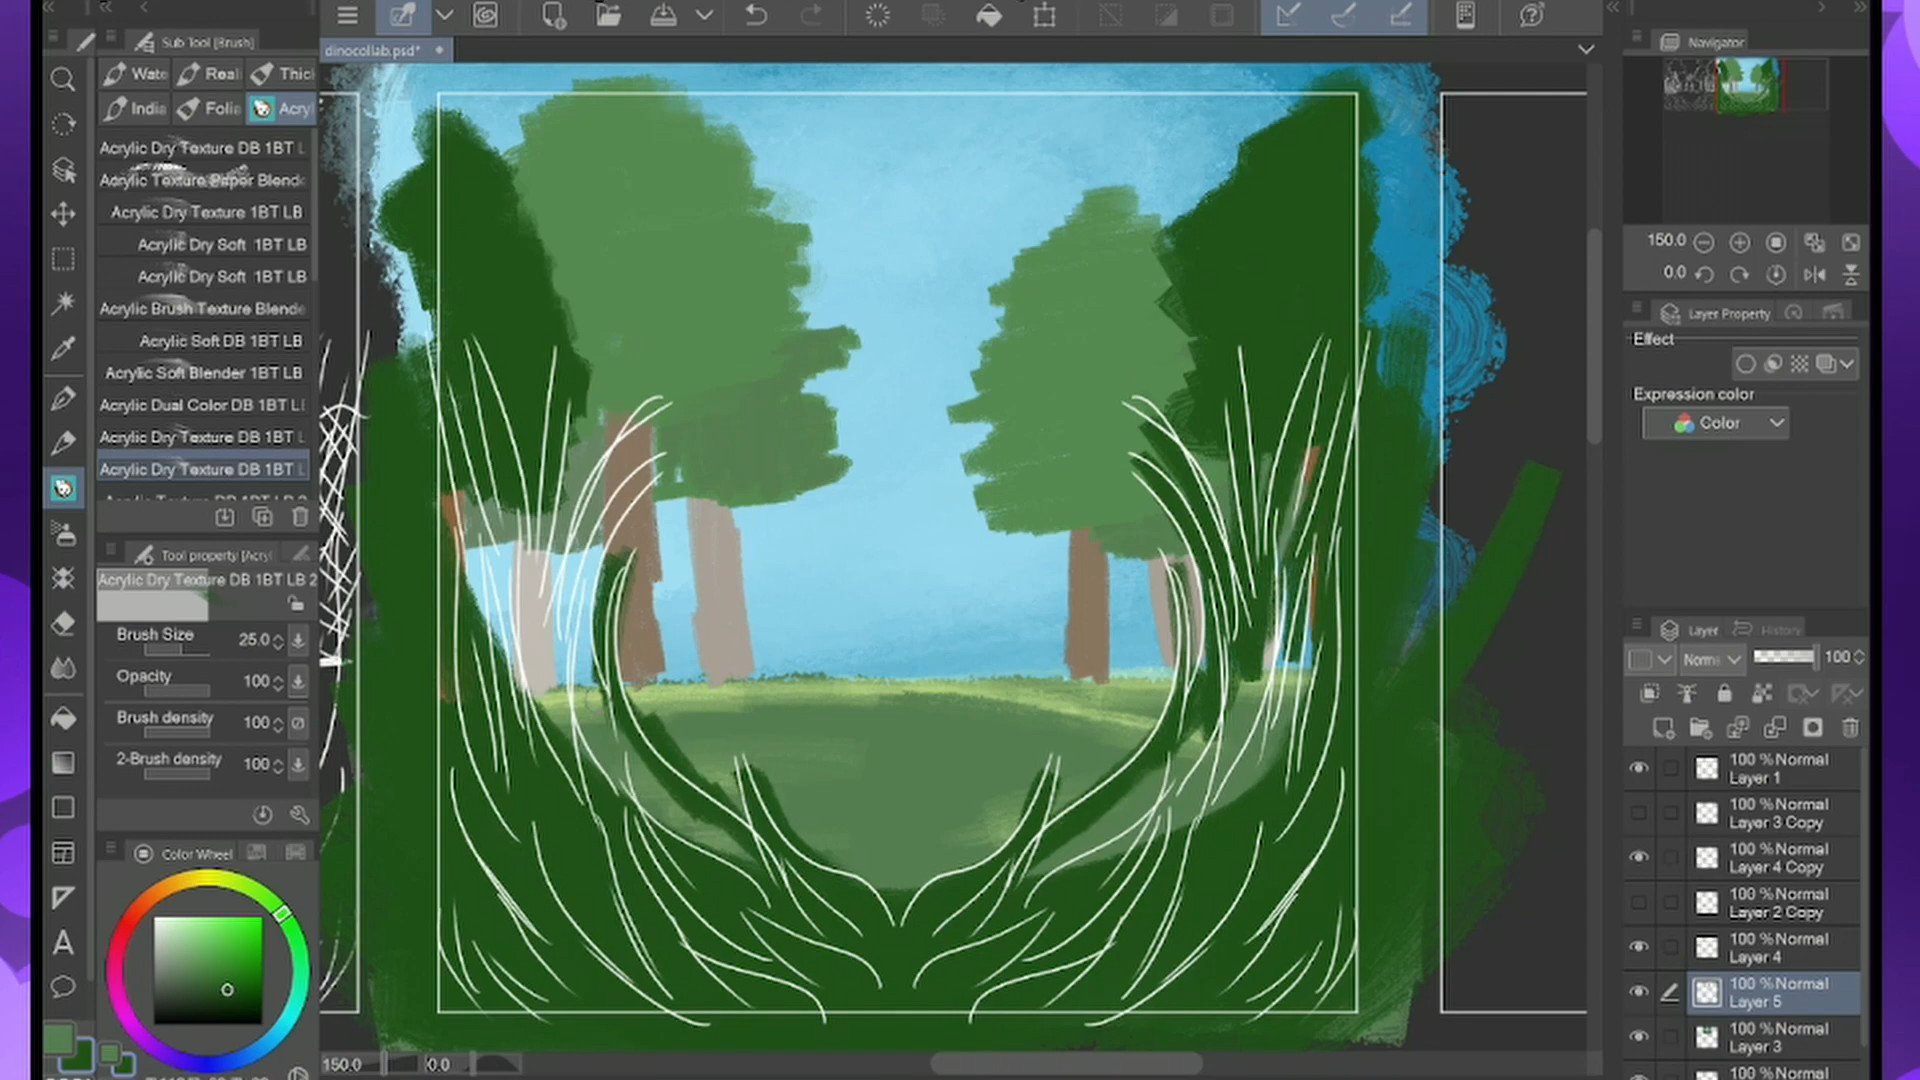 Sub Tool [Brush]
dinocollab.psd*
Wate
Real
Thic
India
Folia
Acry
Acrylic Dry Texture DB 1BT L
Acrylic Texture Paper Blende
Acrylic Dry Texture 1BT LB
Acrylic Dry Soft 1BT LB
Acrylic Dry Soft 1BT LB
Acrylic Brush Texture Blende
Acrylic Soft DB 1BT LB
Acrylic Soft Blender 1BT LB
Acrylic Dual Color DB 1BT LE
Acrylic Dry Texture DB 1BT L
Acrylic Dry Texture DB 1BT L
Tool property [Acryl
Acrylic Dry Texture DB 1BT LB 2
Brush Size 25.0
Opacity 100
Brush density 100
2-Brush density 100
Color Wheel
150.0
0.0
Navigator
150.0
0.0
Layer Property
Effect
Expression color
Color
Layer
History
Norma
100
100 %Normal
Layer 1
100 %Normal
Layer 3 Copy
100 %Normal
Layer 4 Copy
100 %Normal
Layer 2 Copy
100 %Normal
Layer 4
100 %Normal
Layer 5
100 %Normal
Layer 3
100 %Normal